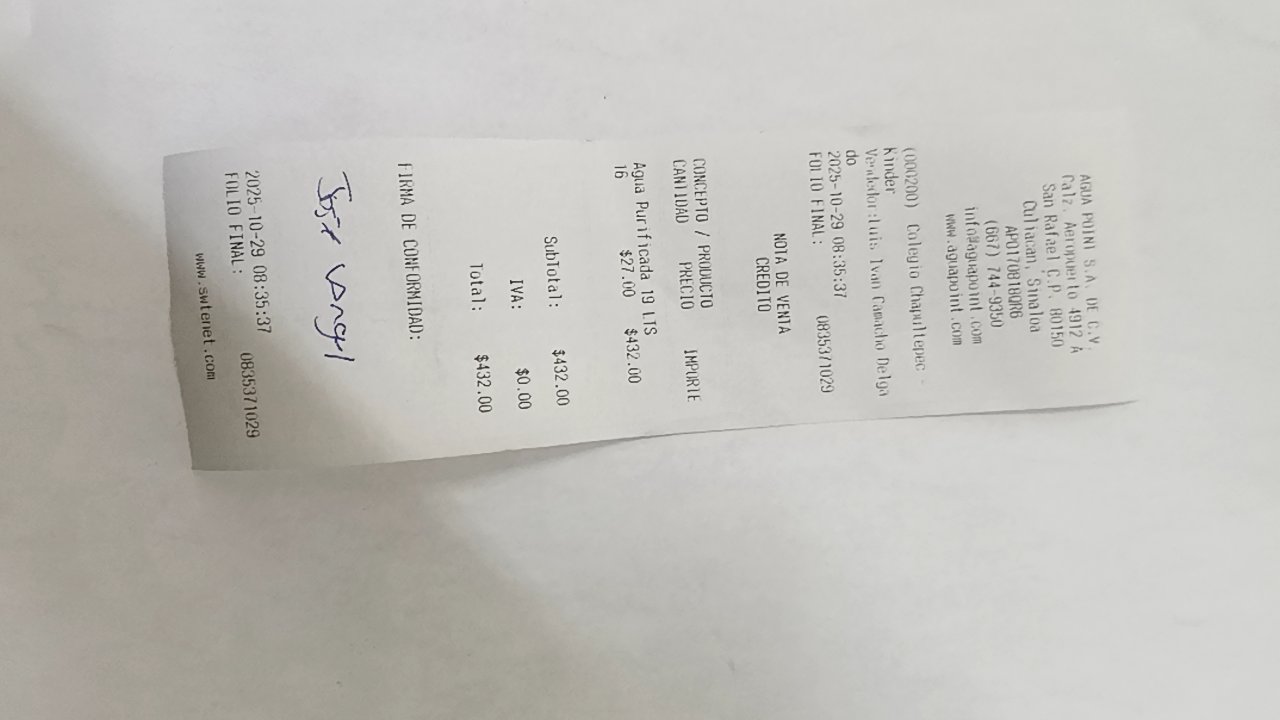 AGUA POINT S.A. DE C.V.
Calz. Aeropuerto 4912 A
San Rafael C.P. 80150
Culiacan, Sinaloa
APO170818QR6
(667) 744-9350
info@aguapoint.com
www.aguapoint.com
(000200) Colegio Chapultepec -
Kinder
Vendedor:Luis Ivan Camacho Delga
do
2025-10-29 08:35:37 0835371029
FOLIO FINAL:
NOTA DE VENTA
CREDITO
CONCEPTO / PRODUCTO
CANTIDAD PRECIO IMPORTE
Agua Purificada 19 LTS
16 $27.00 $432.00
SubTotal: $432.00
IVA: $0.00
Total: $432.00
FIRMA DE CONFORMIDAD:
2025-10-29 08:35:37 0835371029
FOLIO FINAL:
www.swtenet.com